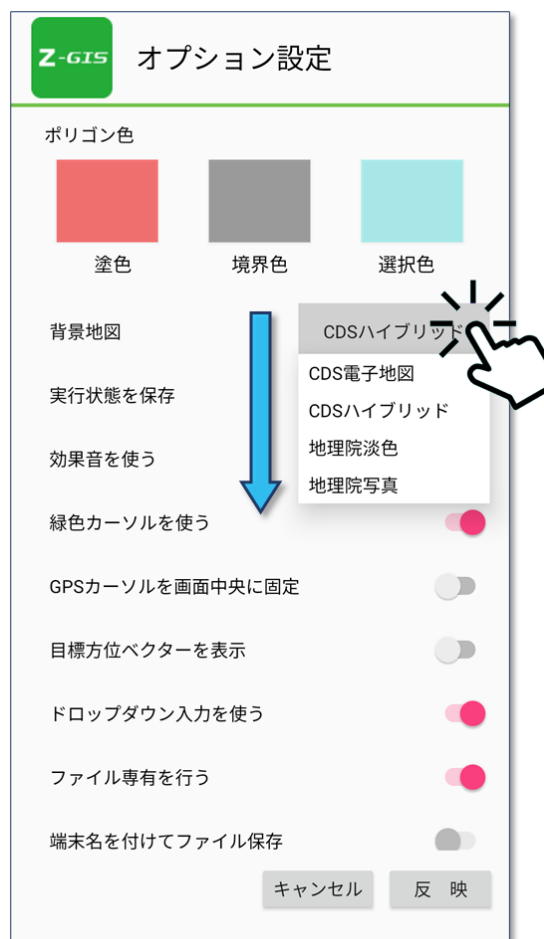 Z-GIS オプション設定
ポリゴン色
塗色 境界色 選択色
背景地図 CDSハイブリッド
CDS電子地図
実行状態を保存
CDSハイブリッド
地理院淡色
効果音を使う
地理院写真
緑色カーソルを使う
GPSカーソルを画面中央に固定
目標方位ベクターを表示
ドロップダウン入力を使う
ファイル専有を行う
端末名を付けてファイル保存
キャンセル 反 映